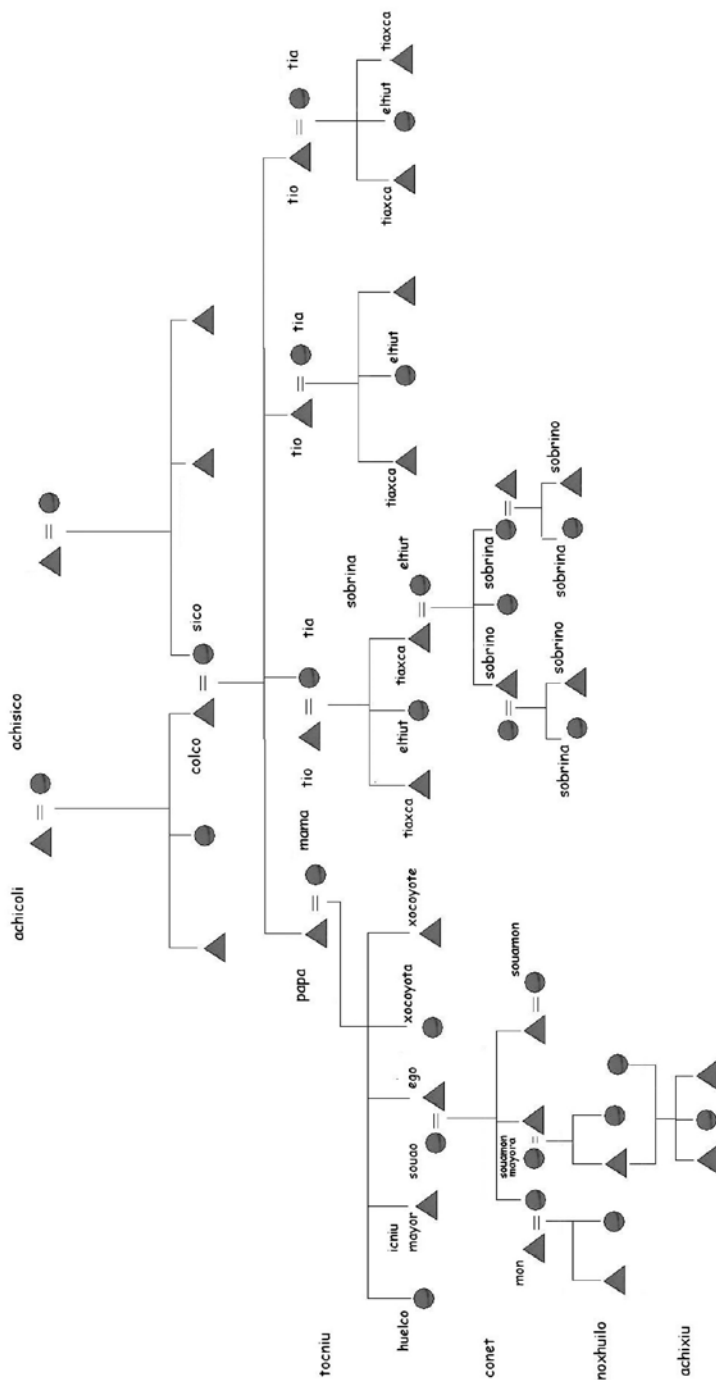 achicoli
achisico
colco
sico
papa
mama
tio
tia
tio
tia
tio
tia
tocniu
huelco
icniu
mayor
souao
ego
xocoyota
xocoyote
tiaxca
eltiut
tiaxca
sobrina
eltiut
tiaxca
eltiut
tiaxca
eltiut
tiaxca
conet
mon
souamon
mayora
souamon
sobrino
sobrina
noxhuilo
sobrina
sobrino
sobrina
sobrino
achixiu